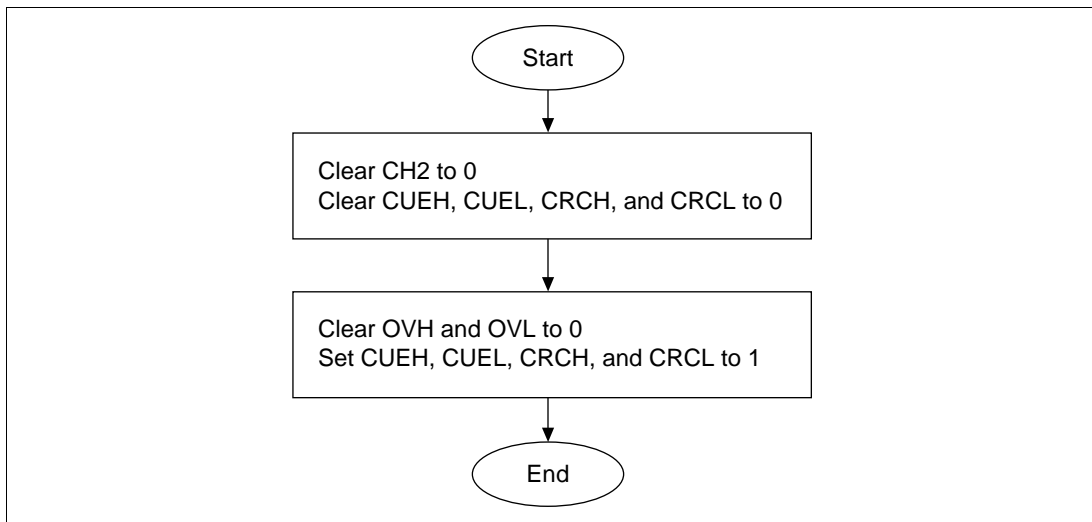 Start
Clear CH2 to 0
Clear CUEH, CUEL, CRCH, and CRCL to 0
Clear OVH and OVL to 0
Set CUEH, CUEL, CRCH, and CRCL to 1
End